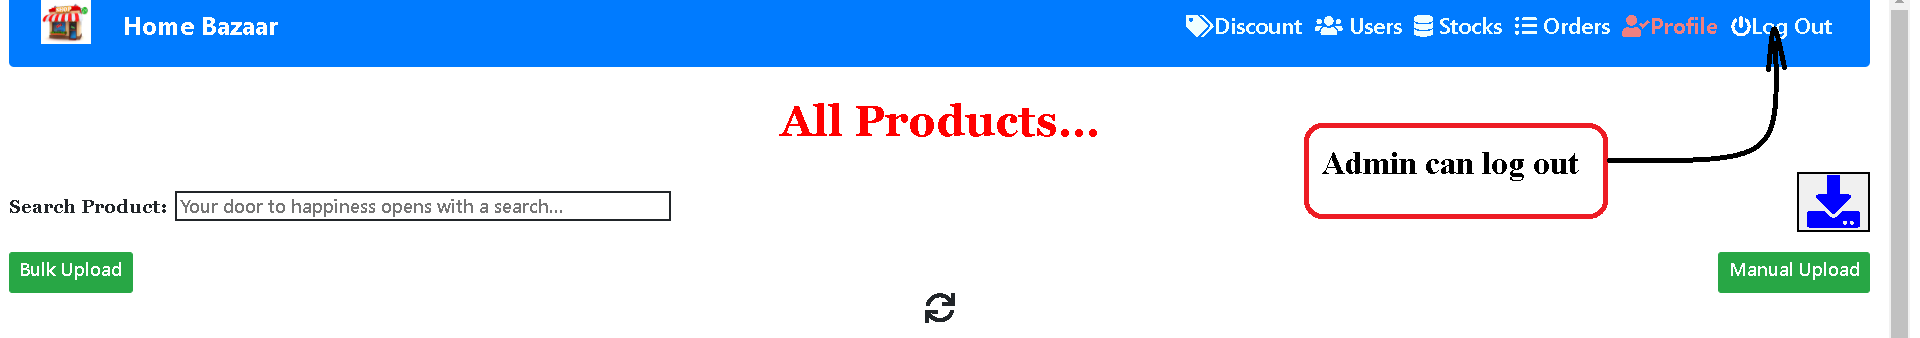 Home Bazaar
Discount Users Stocks Orders Profile Log Out
All Products...
Admin can log out
Search Product: Your door to happiness opens with a search...
Bulk Upload
Manual Upload